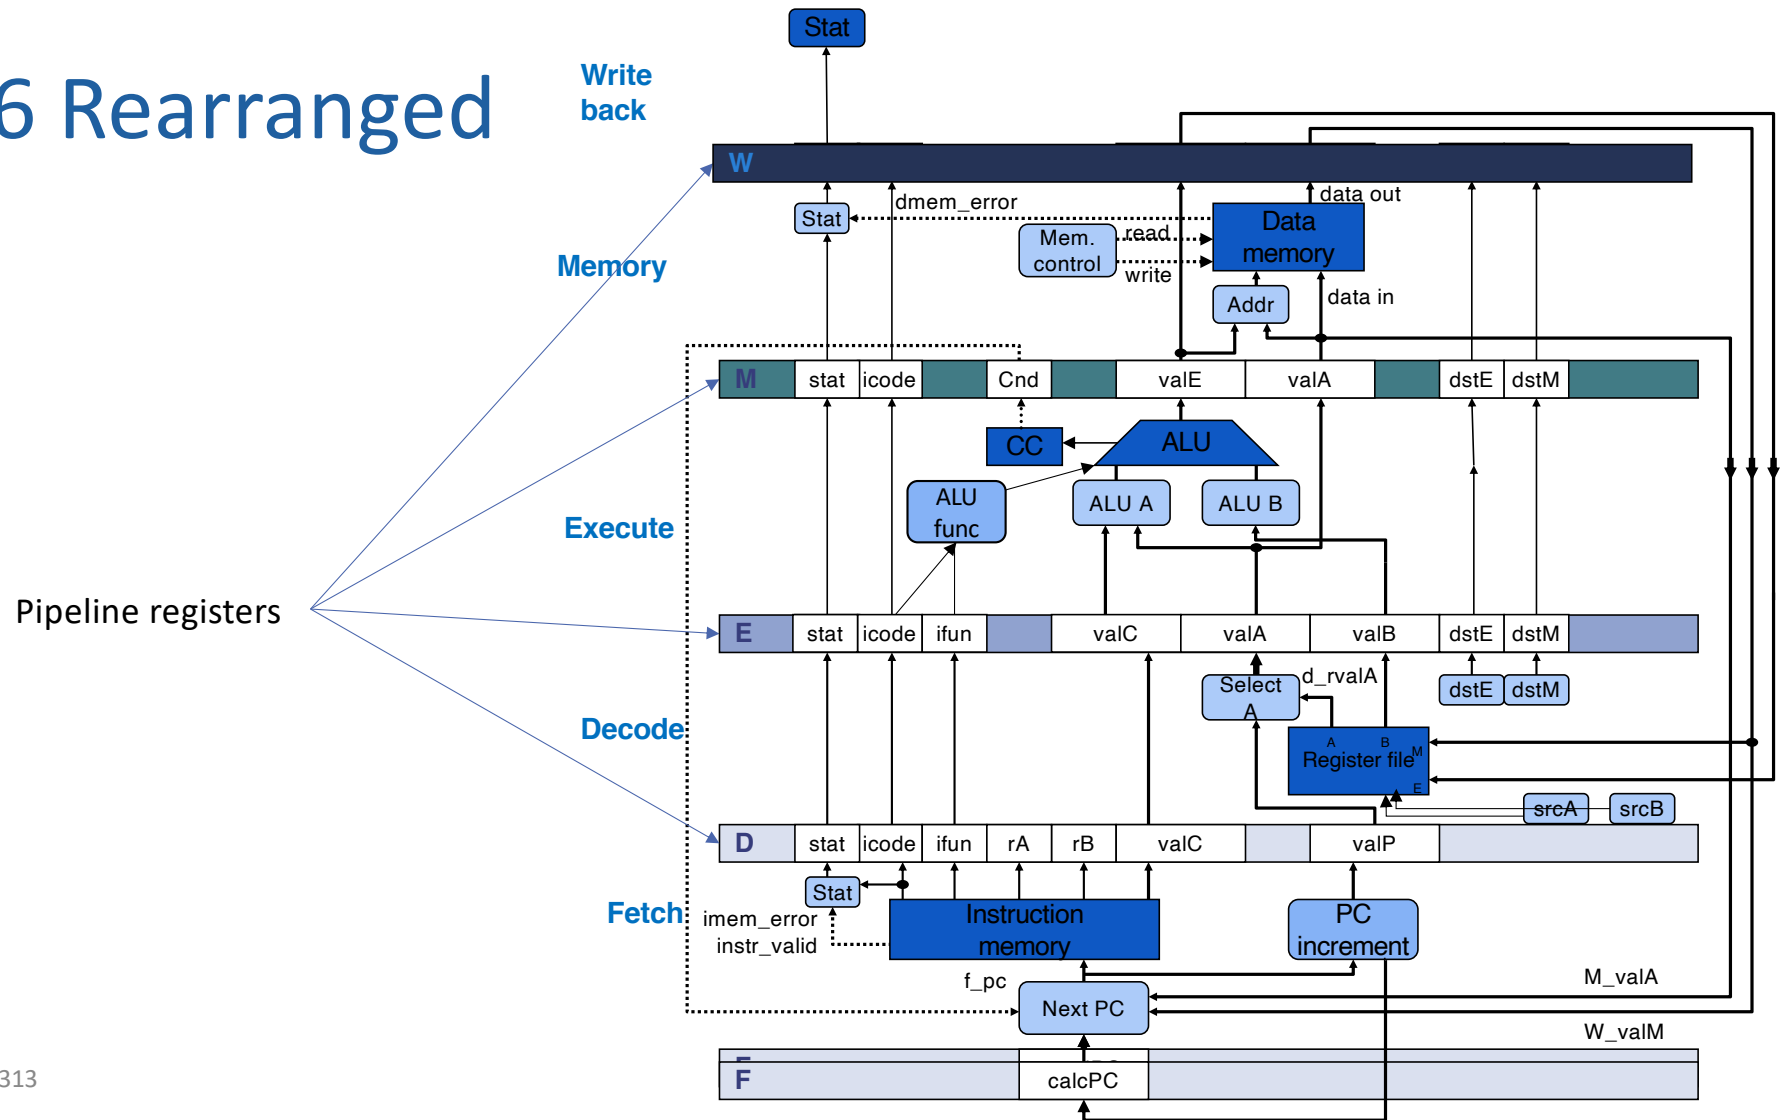 Stat
6 Rearranged
Write
back
W
dmem_error
data out
Stat
Data
memory
Mem.
control
read
write
Memory
Addr
data in
M
stat
icode
Cnd
valE
valA
dstE
dstM
CC
ALU
ALU
func
ALU A
ALU B
Execute
Pipeline registers
E
stat
icode
ifun
valC
valA
valB
dstE
dstM
Select
A
d_rvalA
dstE
dstM
Decode
A
B
M
Register file
E
srcA
srcB
D
stat
icode
ifun
rA
rB
valC
valP
Stat
Fetch
imem_error
instr_valid
Instruction
memory
PC
increment
f_pc
M_valA
Next PC
W_valM
F
calcPC
313